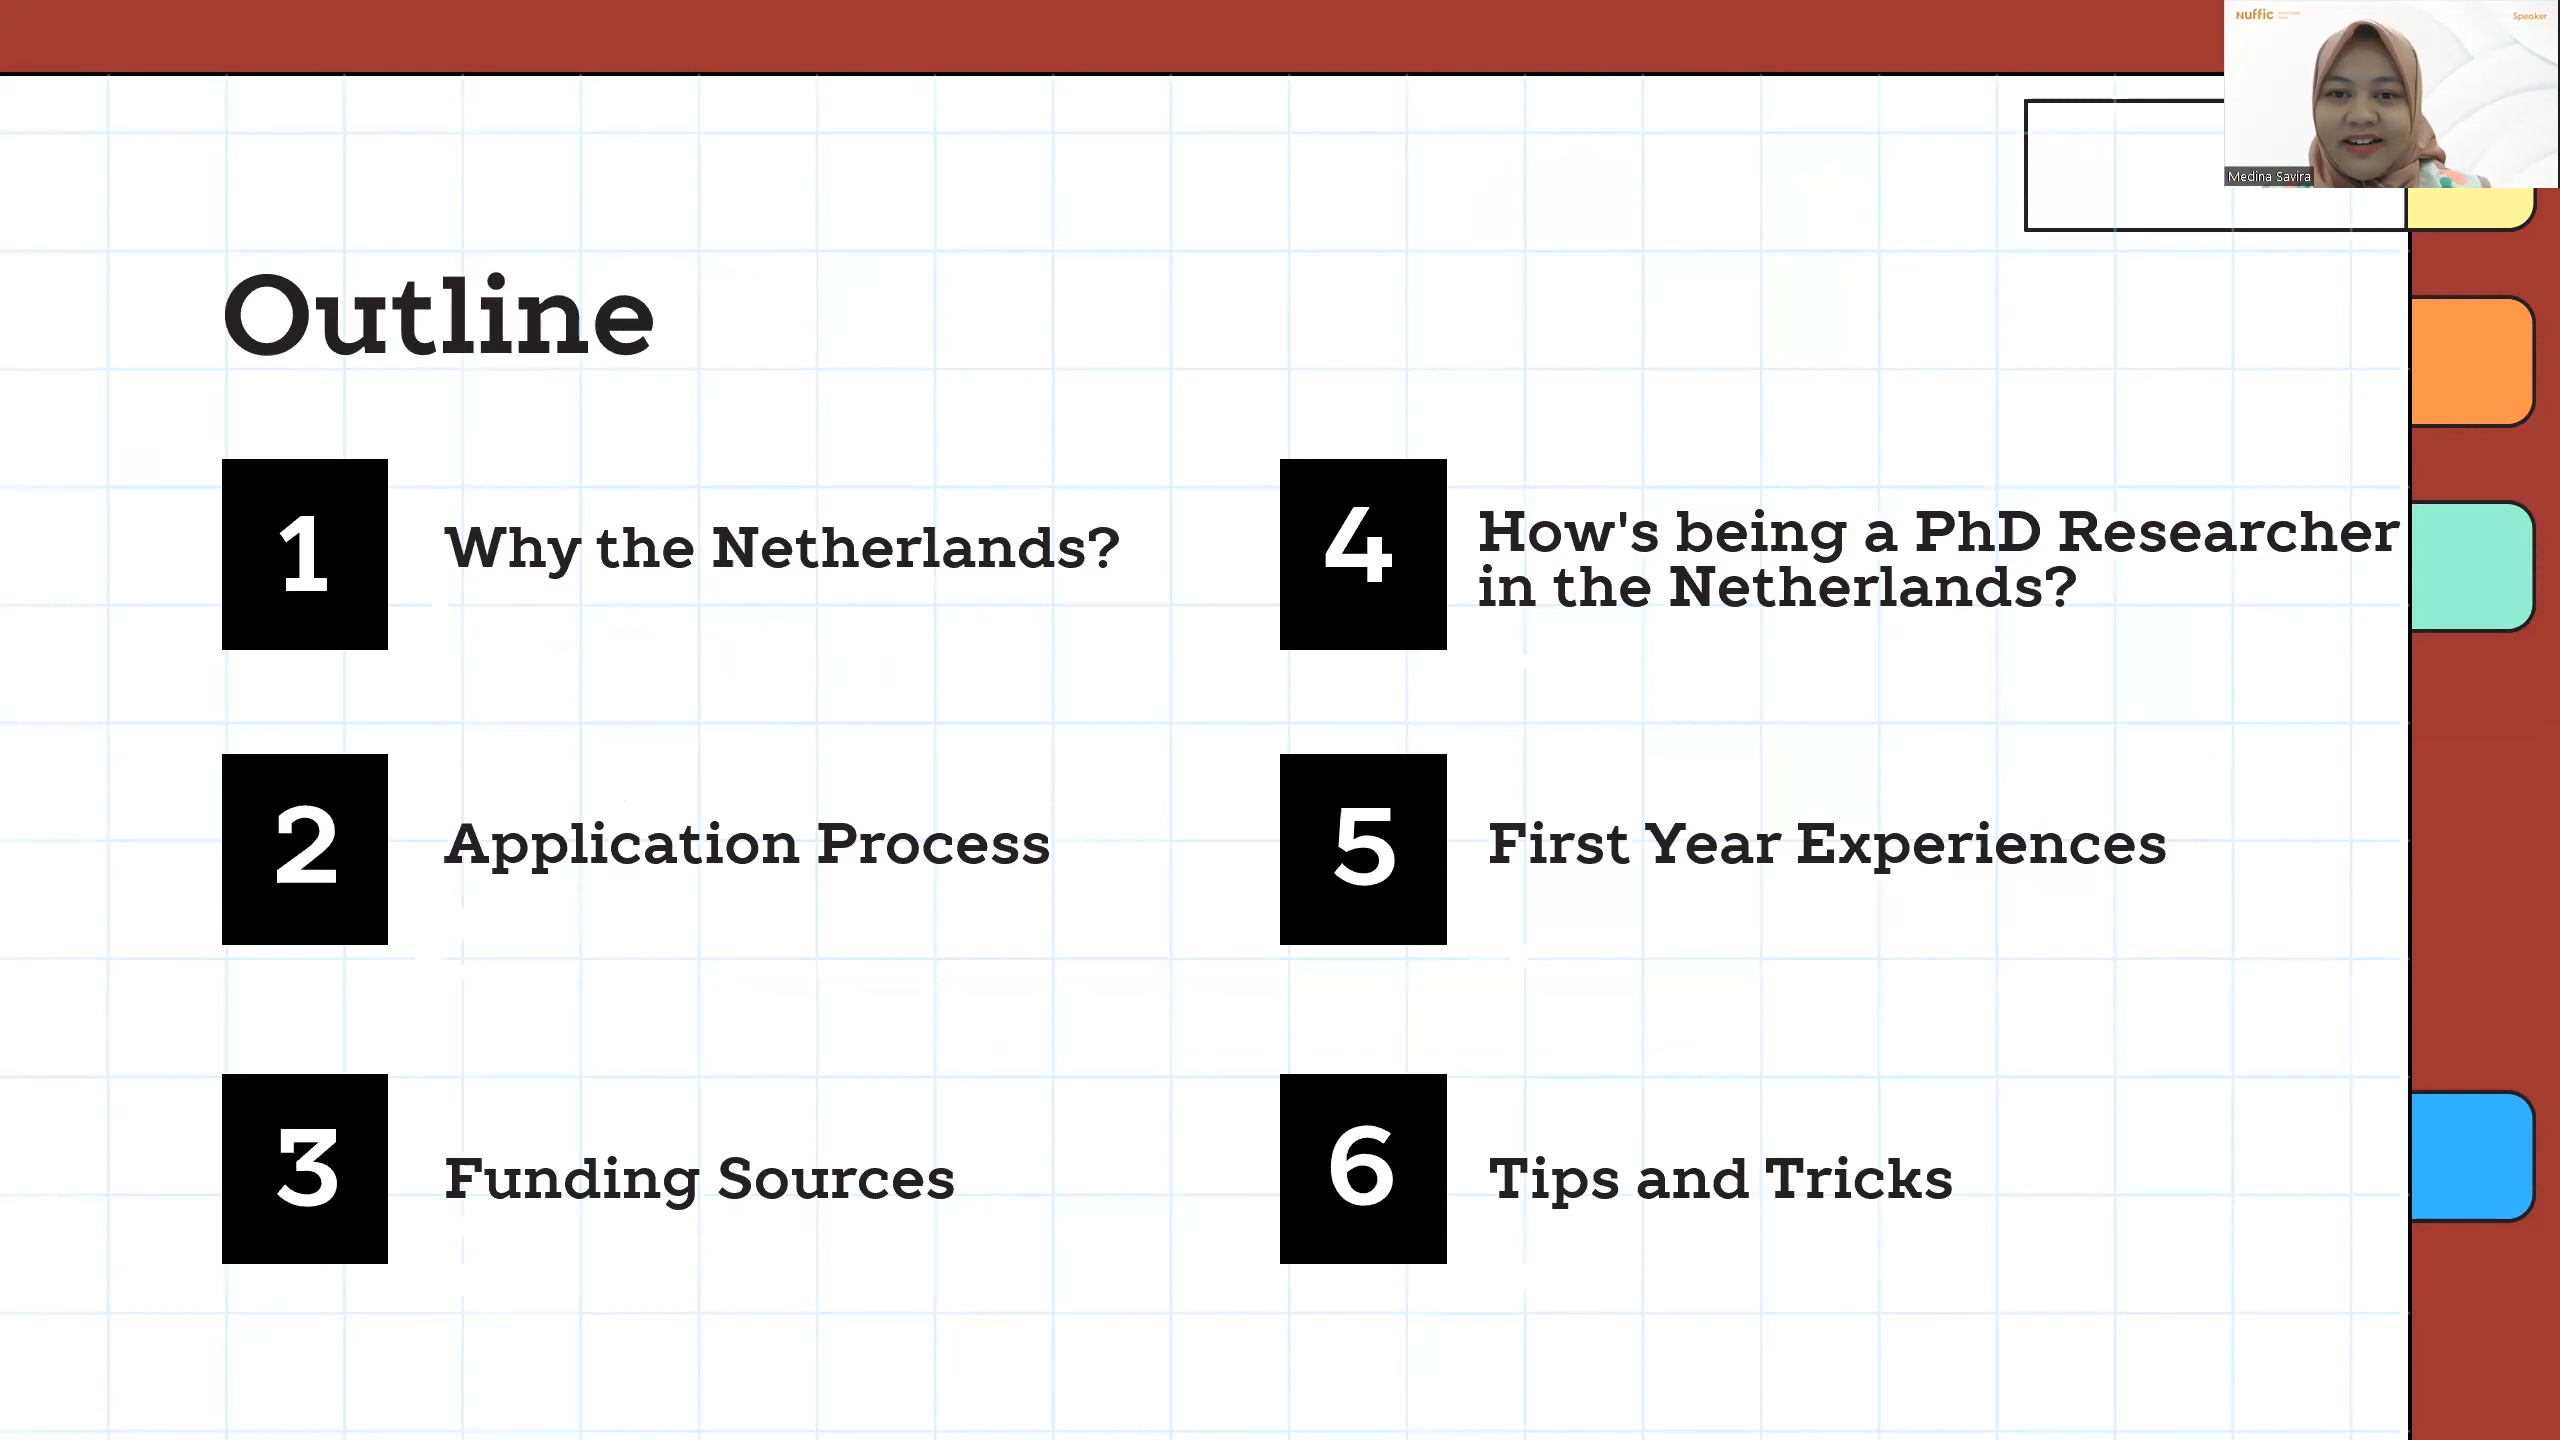 Nuffic
Speaker
Medina Savira
Outline
1
Why the Netherlands?
2
Application Process
3
Funding Sources
4
How's being a PhD Researcher
in the Netherlands?
5
First Year Experiences
6
Tips and Tricks